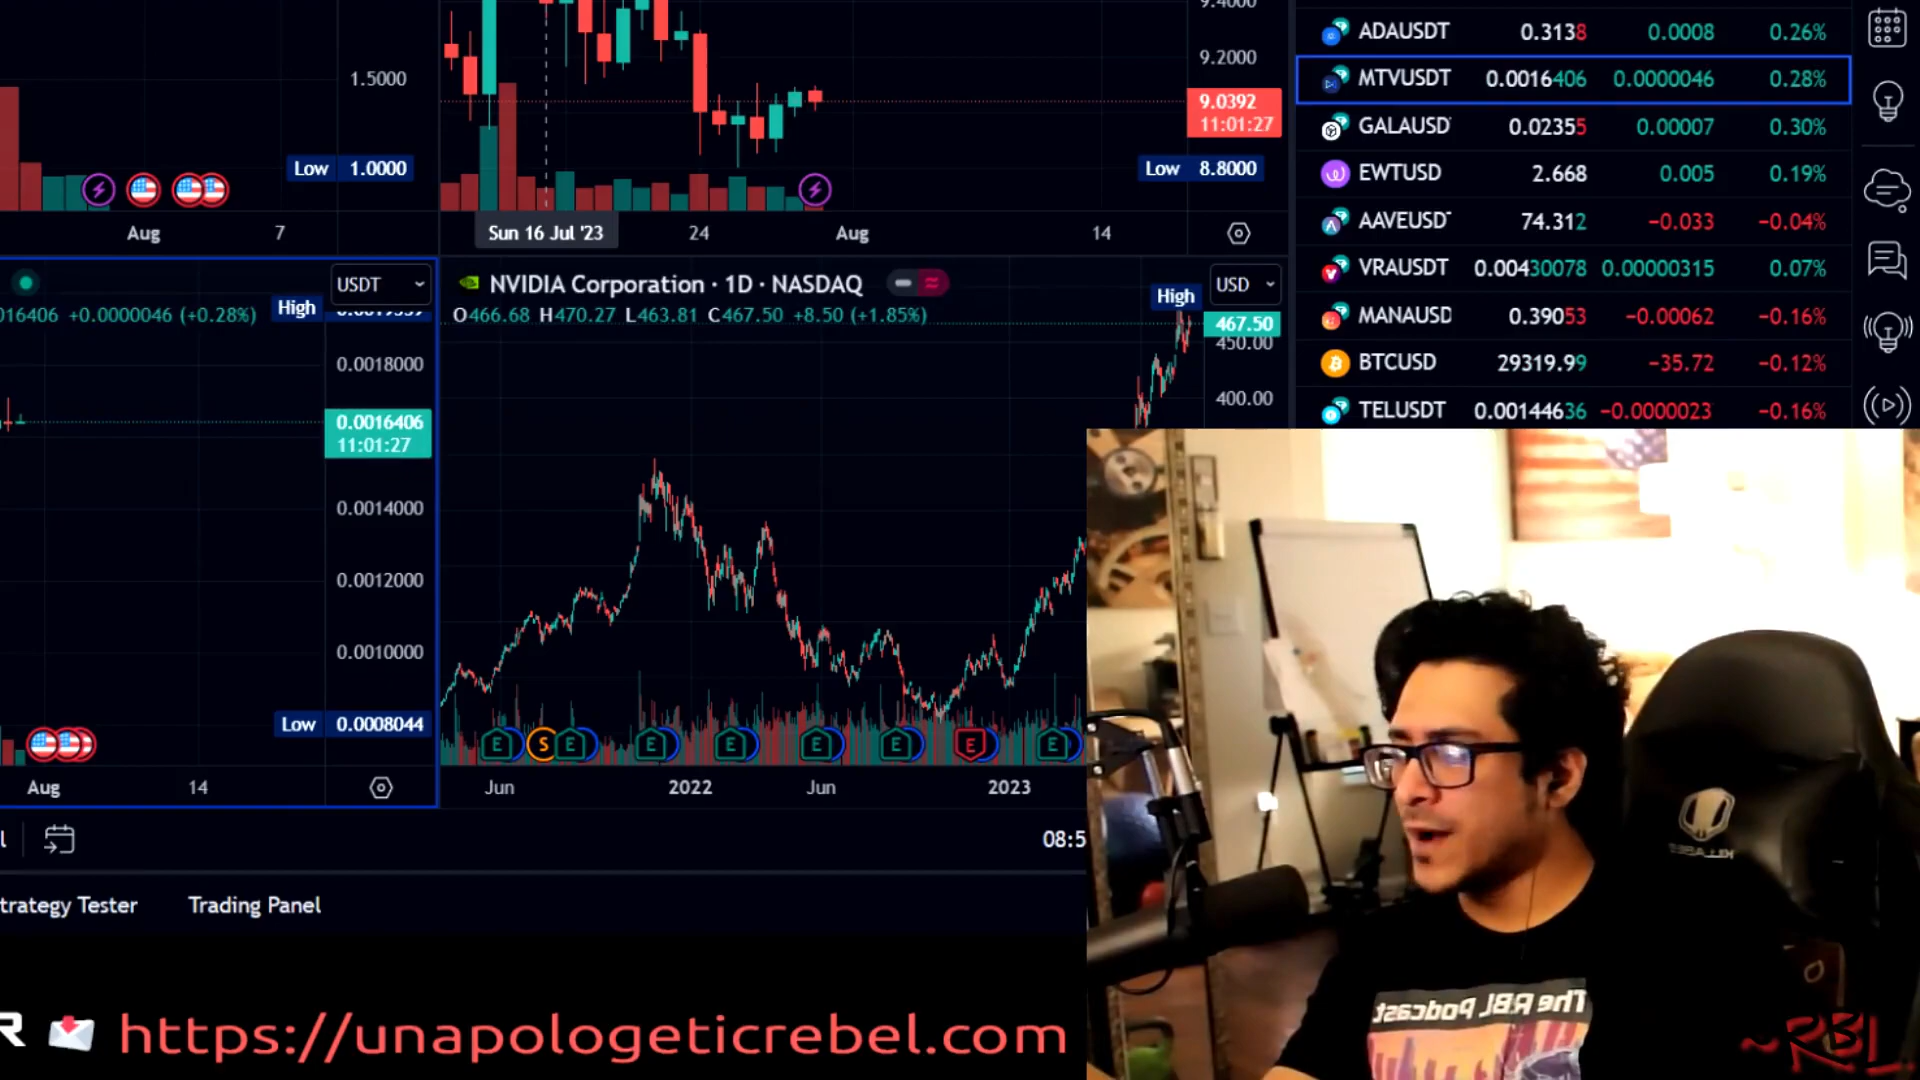 1.5000
Low 1.0000
Aug 7
9.4000
9.2000
9.0392
11:01:27
Low 8.8000
Sun 16 Jul '23 24 Aug 14
ADAUSDT 0.3138 0.0008 0.26%
MTVUSDT 0.0016406 0.0000046 0.28%
GALAUSD 0.02355 0.00007 0.30%
EWTUSD 2.668 0.005 0.19%
AAVEUSD 74.312 −0.033 −0.04%
VRAUSDT 0.00430078 0.00000315 0.07%
MANAUSD 0.39053 −0.00062 −0.16%
BTCUSD 29319.99 −35.72 −0.12%
TELUSDT 0.00144636 −0.0000023 −0.16%
USDT
016406 +0.0000046 (+0.28%) High
0.0018000
0.0016406
11:01:27
0.0014000
0.0012000
0.0010000
Low 0.0008044
Aug 14
NVIDIA Corporation · 1D · NASDAQ
O466.68 H470.27 L463.81 C467.50 +8.50 (+1.85%)
High
USD
467.50
450.00
400.00
E S E E E E E E E
Jun 2022 Jun 2023
08:5
trategy Tester Trading Panel
R https://unapologeticrebel.com
The RBL Podcast
~RBL